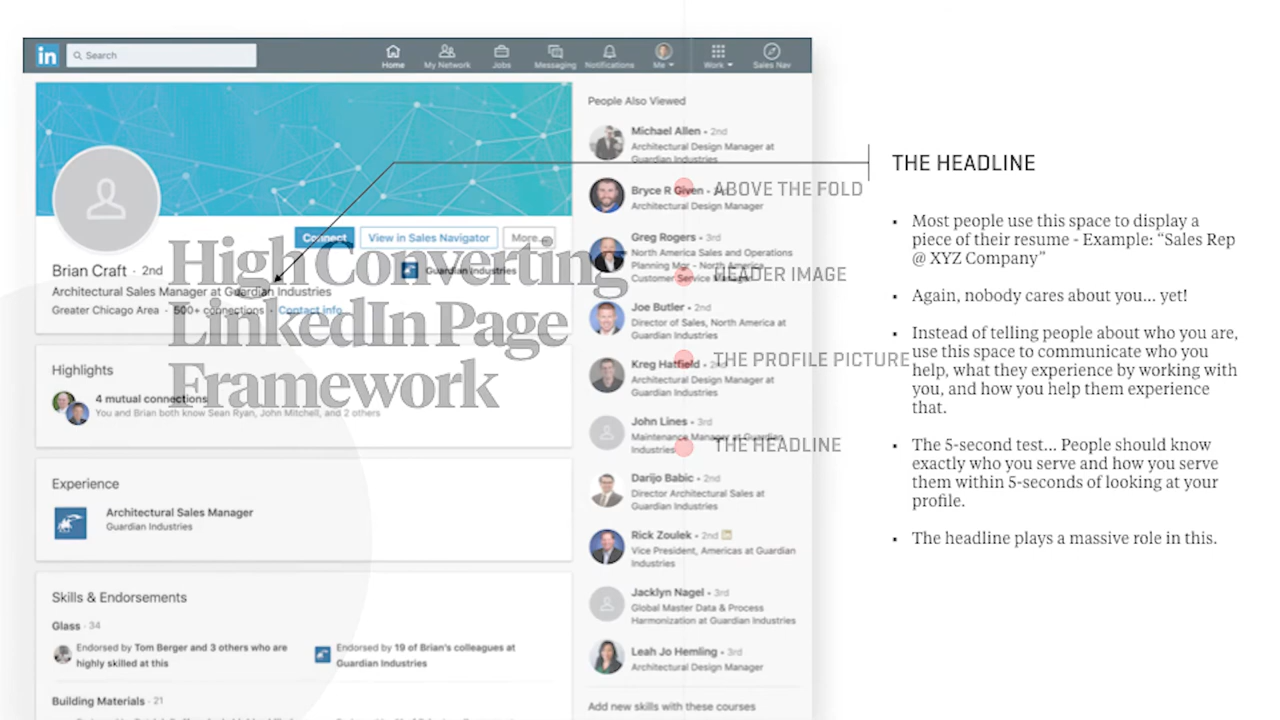 in
Search
Home
My Network
Jobs
Messaging
Notifications
Me
Work
Sales Nav
Connect
View in Sales Navigator
More...
Guardian Industries
Brian Craft · 2nd
Architectural Sales Manager at Guardian Industries
Greater Chicago Area · 500+ connections · Contact info
High Converting
LinkedIn Page
Framework
Highlights
4 mutual connections
You and Brian both know Sean Ryan, John Mitchell, and 2 others
Experience
Architectural Sales Manager
Guardian Industries
Skills & Endorsements
Glass · 34
Endorsed by Tom Berger and 3 others who are
highly skilled at this
Endorsed by 19 of Brian's colleagues at
Guardian Industries
Building Materials · 21
People Also Viewed
Michael Allen • 2nd
Architectural Design Manager at
Guardian Industries
Bryce R Given •
Architectural Design Manager
Greg Rogers • 3rd
North America Sales and Operations
Planning Mgr - North America
Customer Service Manager
Joe Butler • 2nd
Director of Sales, North America at
Guardian Industries
Kreg Hatfield • 2nd
Architectural Design Manager at
Guardian Industries
John Lines • 3rd
Maintenance Manager at Guardian
Industries
Darijo Babic • 2nd
Director Architectural Sales at
Guardian Industries
Rick Zoulek • 2nd in
Vice President, Americas at Guardian
Industries
Jacklyn Nagel • 3rd
Global Master Data & Process
Harmonization at Guardian Industries
Leah Jo Hemling • 3rd
Architectural Design Manager
Add new skills with these courses
ABOVE THE FOLD
HEADER IMAGE
THE PROFILE PICTURE
THE HEADLINE
THE HEADLINE
▪ Most people use this space to display a
piece of their resume - Example: “Sales Rep
@ XYZ Company”
▪ Again, nobody cares about you... yet!
▪ Instead of telling people about who you are,
use this space to communicate who you
help, what they experience by working with
you, and how you help them experience
that.
▪ The 5-second test... People should know
exactly who you serve and how you serve
them within 5-seconds of looking at your
profile.
▪ The headline plays a massive role in this.